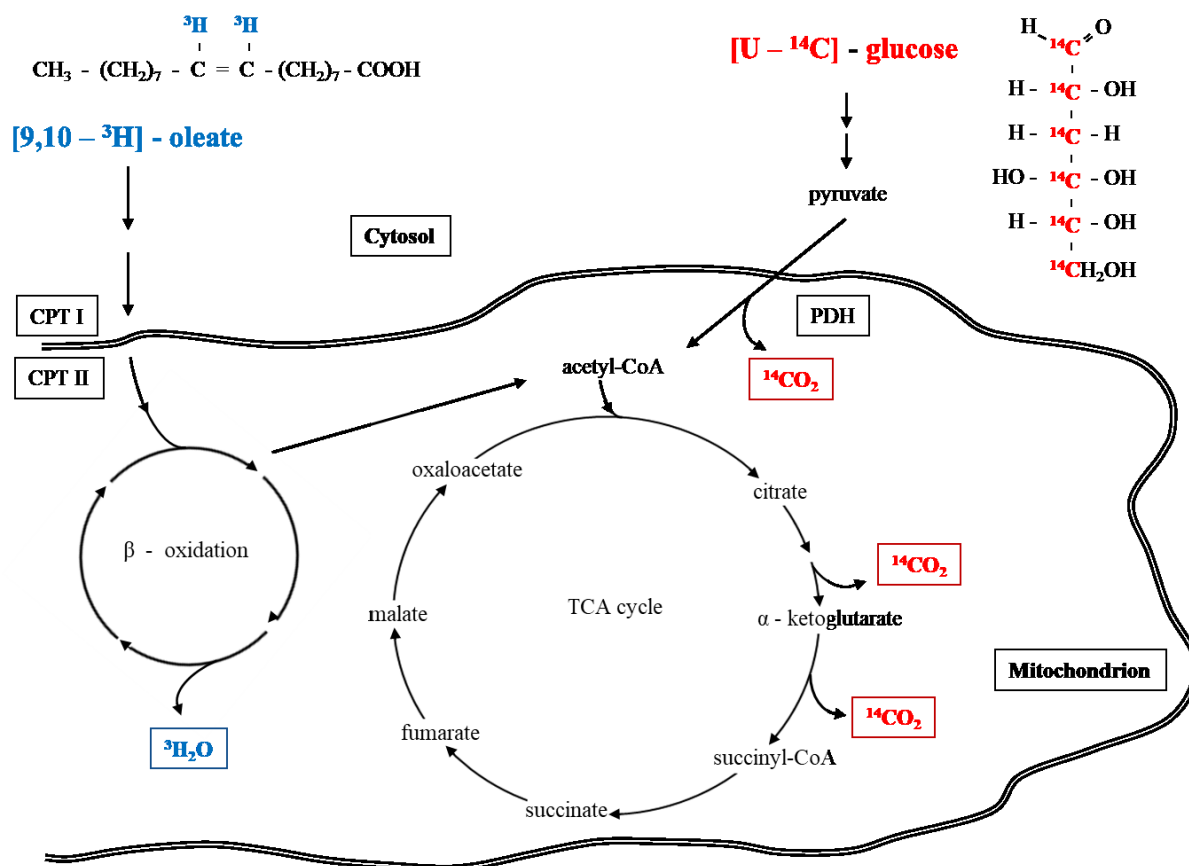 ³H ³H
CH₃ - (CH₂)₇ - C = C - (CH₂)₇ - COOH
[9,10 – ³H] - oleate
[U – ¹⁴C] - glucose
H ¹⁴C O
H - ¹⁴C - OH
H - ¹⁴C - H
HO - ¹⁴C - OH
H - ¹⁴C - OH
¹⁴CH₂OH
pyruvate
Cytosol
CPT I
PDH
CPT II
acetyl-CoA
¹⁴CO₂
oxaloacetate
citrate
β - oxidation
¹⁴CO₂
malate
TCA cycle
α - ketoglutarate
Mitochondrion
¹⁴CO₂
fumarate
³H₂O
succinyl-CoA
succinate